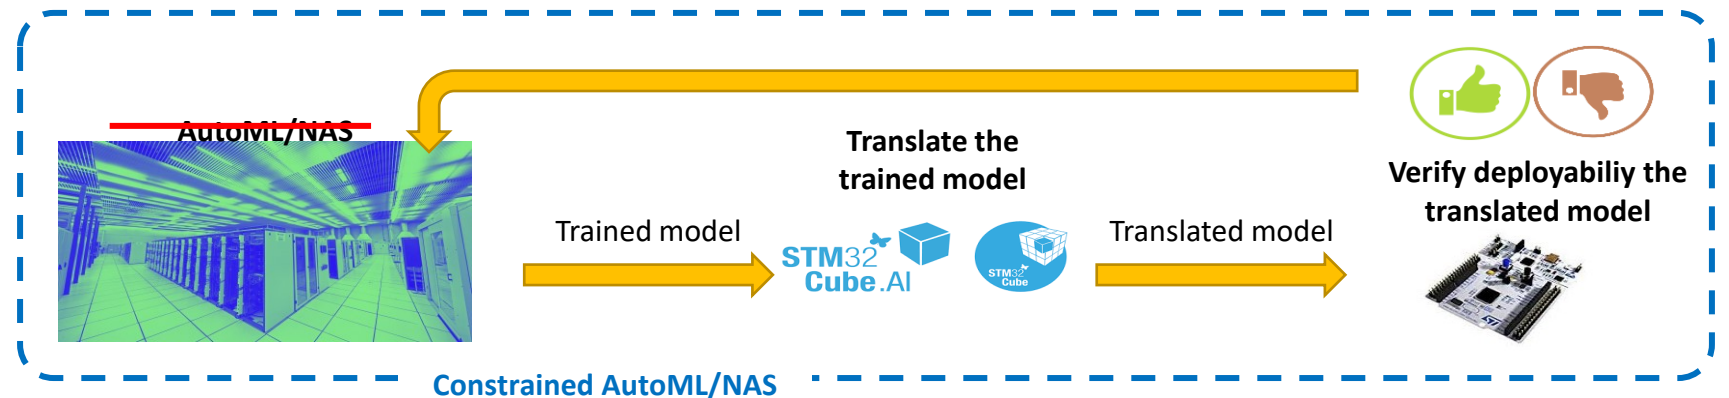 AutoML/NAS
Translate the
trained model
Verify deployabiliy the
translated model
Trained model
Translated model
STM32
Cube.AI
STM32
Cube
ST
Constrained AutoML/NAS